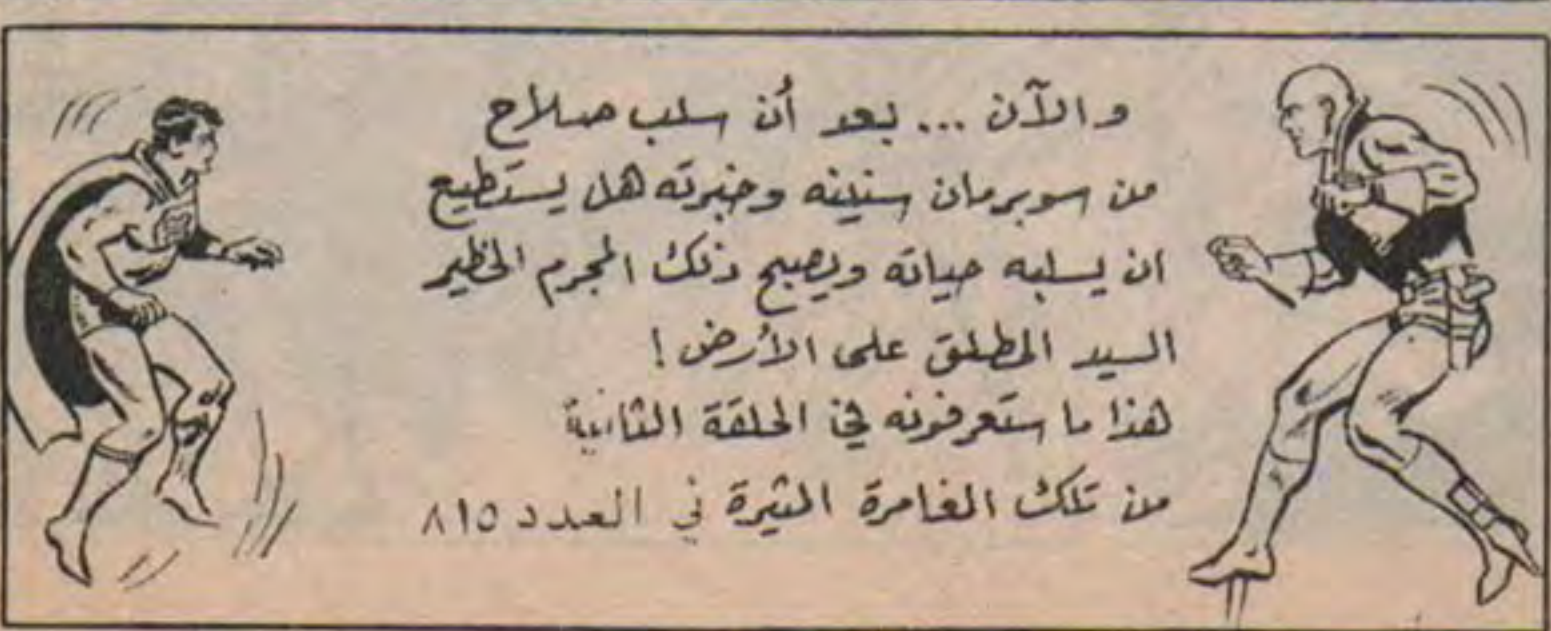 والآن ... بعد أن سلب صلاح
من سوبرمان سنينه وخبرته هل يستطيع
ان يسلبه حياته ويصبح ذلك المجرم الخطير
السيد المطلق على الأرض !
هذا ما ستعرفونه في الحلقة الثانية
من تلك المغامرة المثيرة في العدد ٨١٥